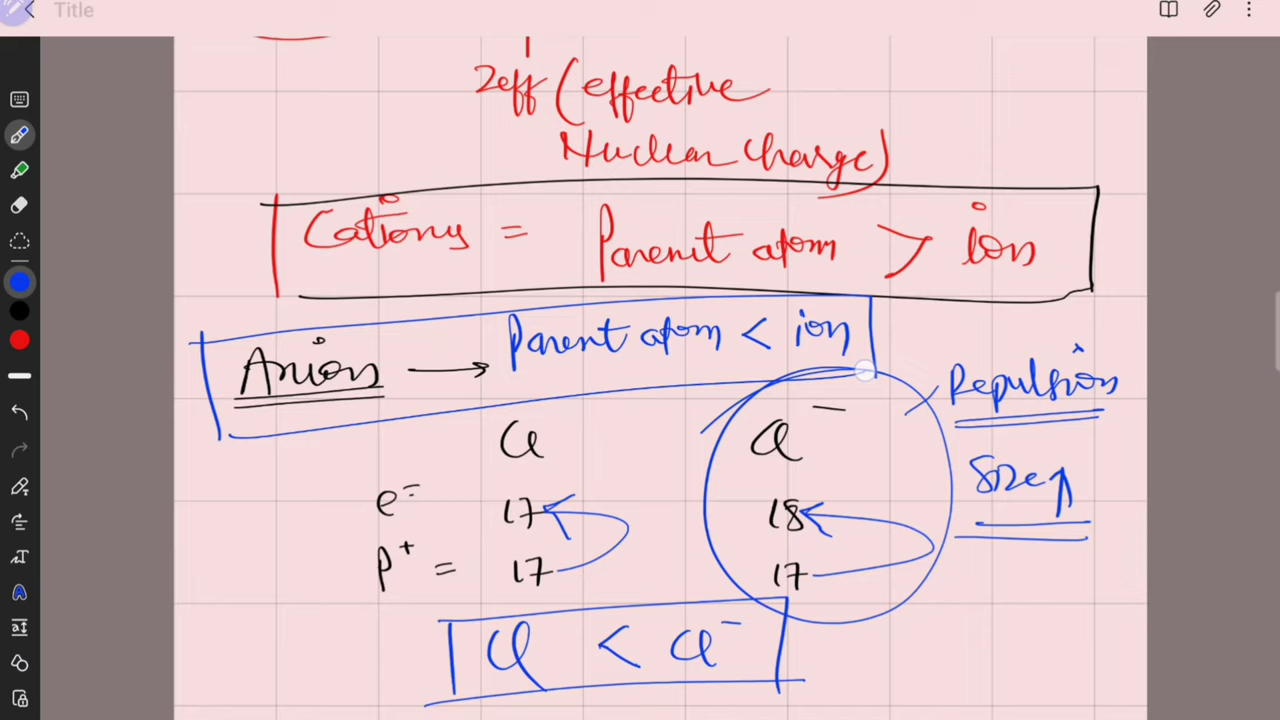 Title
Zeff (effective
Nuclear charge)
Cations = Parent atom > ion
Anion → Parent atom < ion
Repulsion
Cl Cl⁻
Size↑
e⁻ 17 18
p⁺ = 17 17
Cl < Cl⁻